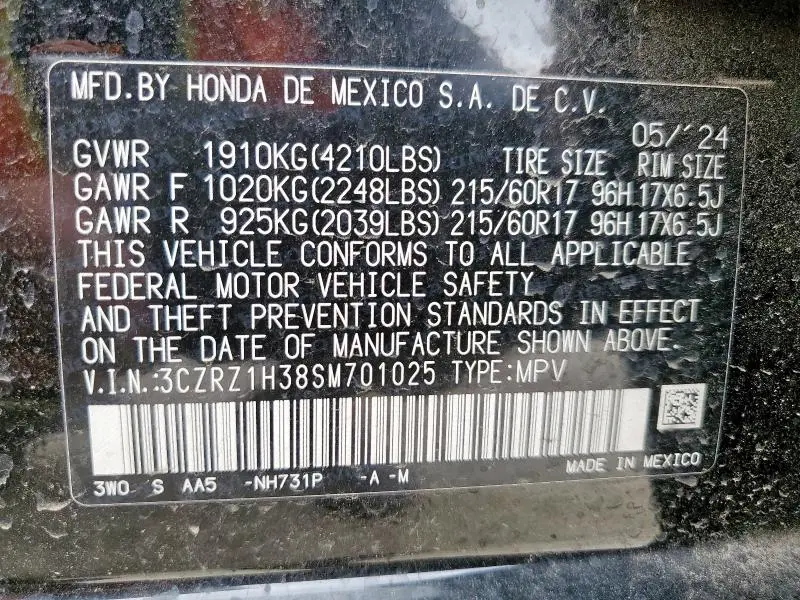 MFD.BY HONDA DE MEXICO S.A. DE C.V.
05/'24
GVWR 1910KG(4210LBS) TIRE SIZE RIM SIZE
GAWR F 1020KG(2248LBS) 215/60R17 96H 17X6.5J
GAWR R 925KG(2039LBS) 215/60R17 96H 17X6.5J
THIS VEHICLE CONFORMS TO ALL APPLICABLE
FEDERAL MOTOR VEHICLE SAFETY
AND THEFT PREVENTION STANDARDS IN EFFECT
ON THE DATE OF MANUFACTURE SHOWN ABOVE.
V.I.N.:3CZRZ1H38SM701025 TYPE:MPV
MADE IN MEXICO
3W0 S AA5 -NH731P -A -M